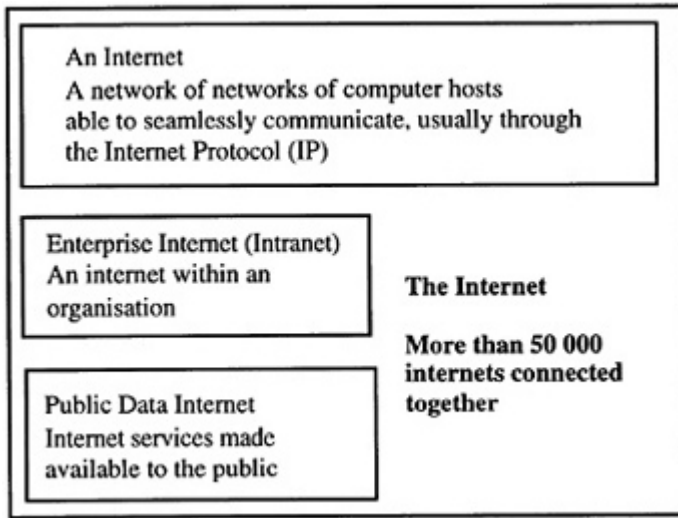 An Internet
A network of networks of computer hosts
able to seamlessly communicate, usually through
the Internet Protocol (IP)
Enterprise Internet (Intranet)
An internet within an
organisation
The Internet
More than 50 000
internets connected
together
Public Data Internet
Internet services made
available to the public